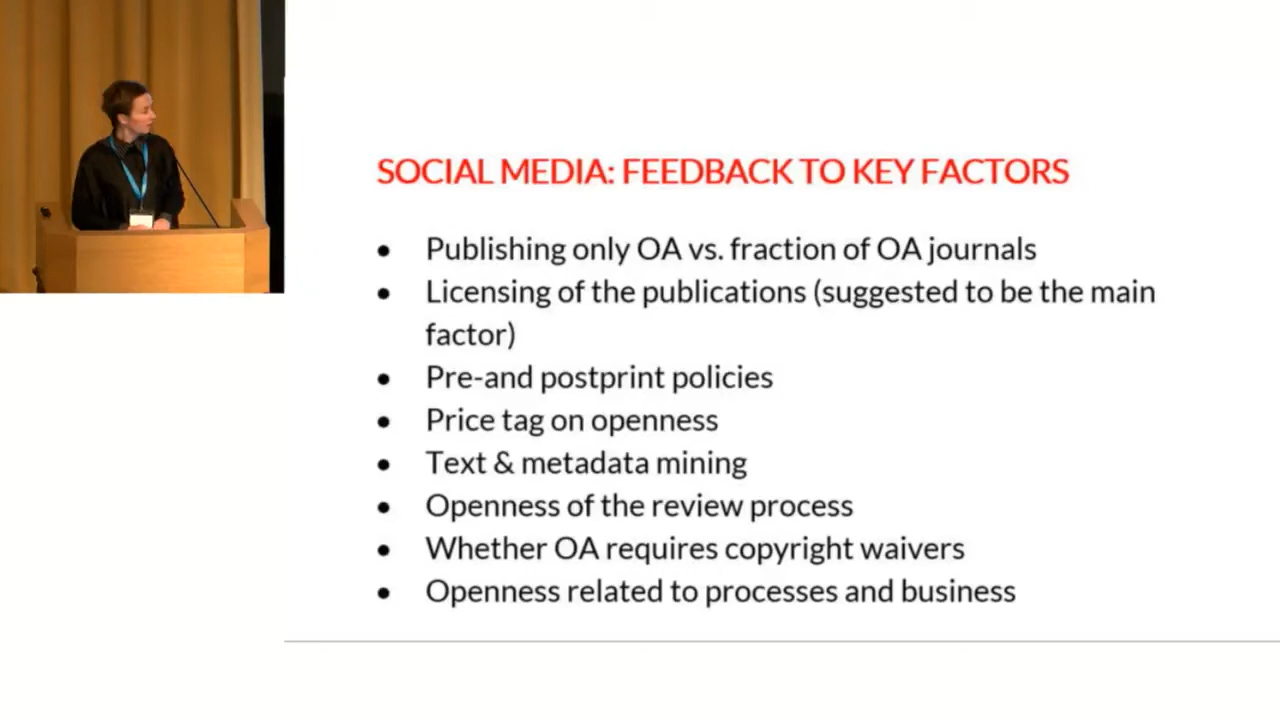 SOCIAL MEDIA: FEEDBACK TO KEY FACTORS
Publishing only OA vs. fraction of OA journals
Licensing of the publications (suggested to be the main
factor)
Pre-and postprint policies
Price tag on openness
Text & metadata mining
Openness of the review process
Whether OA requires copyright waivers
Openness related to processes and business